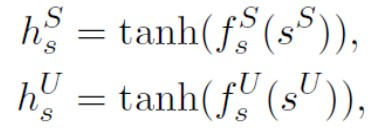 $h_s^S = \tanh(f_s^S(s^S)),$
$h_s^U = \tanh(f_s^U(s^U)),$